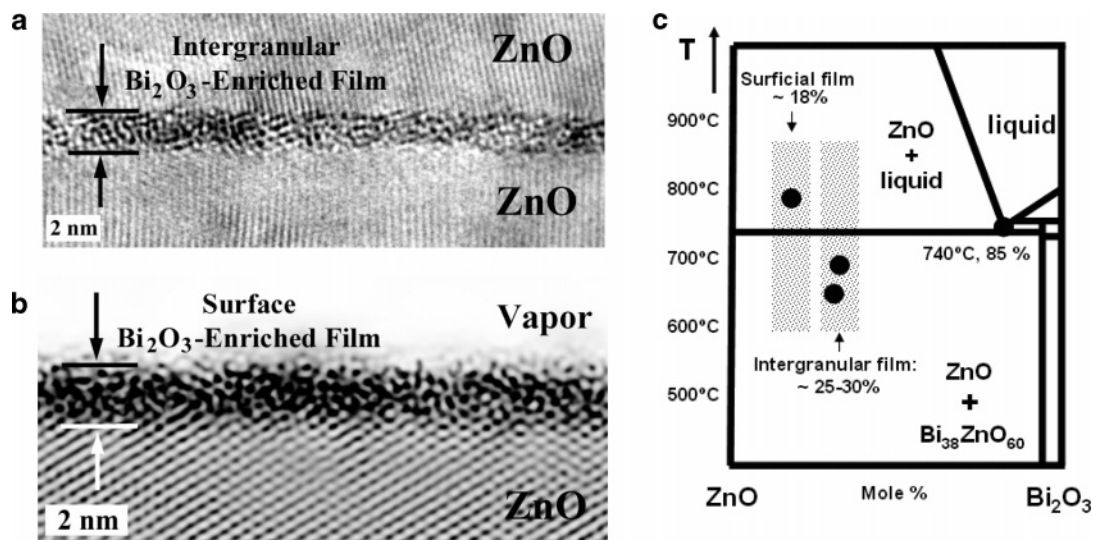 a
Intergranular
Bi₂O₃-Enriched Film
ZnO
ZnO
2 nm
b
Surface
Bi₂O₃-Enriched Film
Vapor
ZnO
2 nm
c
T
Surficial film
~ 18%
900°C
800°C
700°C
600°C
500°C
ZnO
+
liquid
liquid
740°C, 85 %
Intergranular film:
~ 25-30%
ZnO
+
Bi₃₈ZnO₆₀
ZnO
Mole %
Bi₂O₃